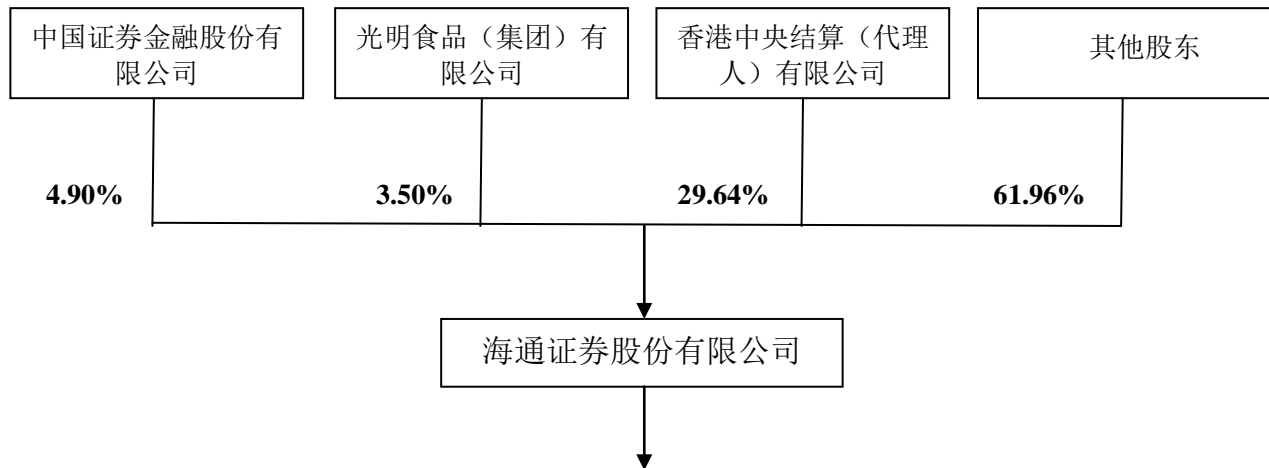 中国证券金融股份有
限公司
光明食品（集团）有
限公司
香港中央结算（代理
人）有限公司
其他股东
4.90%
3.50%
29.64%
61.96%
海通证券股份有限公司